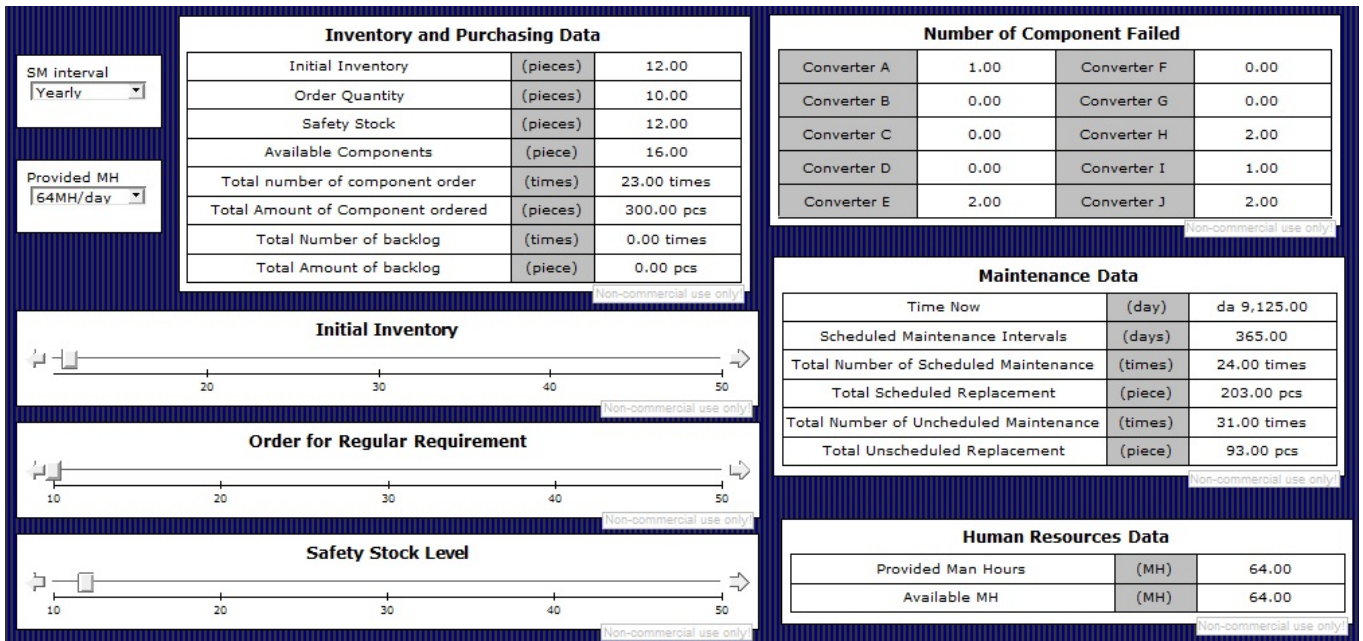 SM interval
Yearly
Provided MH
64MH/day
Inventory and Purchasing Data
Initial Inventory (pieces) 12.00
Order Quantity (pieces) 10.00
Safety Stock (pieces) 12.00
Available Components (piece) 16.00
Total number of component order (times) 23.00 times
Total Amount of Component ordered (pieces) 300.00 pcs
Total Number of backlog (times) 0.00 times
Total Amount of backlog (piece) 0.00 pcs
Non-commercial use only!
Initial Inventory
20 30 40 50
Non-commercial use only!
Order for Regular Requirement
10 20 30 40 50
Non-commercial use only!
Safety Stock Level
10 20 30 40 50
Non-commercial use only!
Number of Component Failed
Converter A 1.00 Converter F 0.00
Converter B 0.00 Converter G 0.00
Converter C 0.00 Converter H 2.00
Converter D 0.00 Converter I 1.00
Converter E 2.00 Converter J 2.00
Non-commercial use only!
Maintenance Data
Time Now (day) da 9,125.00
Scheduled Maintenance Intervals (days) 365.00
Total Number of Scheduled Maintenance (times) 24.00 times
Total Scheduled Replacement (piece) 203.00 pcs
Total Number of Uncheduled Maintenance (times) 31.00 times
Total Unscheduled Replacement (piece) 93.00 pcs
Non-commercial use only!
Human Resources Data
Provided Man Hours (MH) 64.00
Available MH (MH) 64.00
Non-commercial use only!